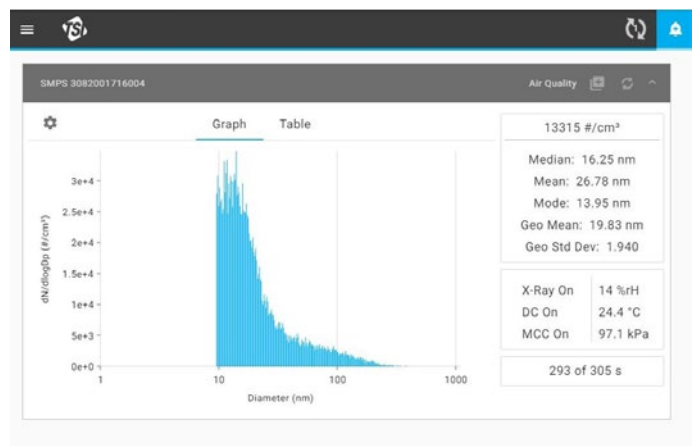 TSI
SMPS 3082001716004
Air Quality
Graph Table
dN/dlogDp (#/cm³)
3e+4
2.5e+4
2e+4
1.5e+4
1e+4
5e+3
0e+0
1 10 100 1000
Diameter (nm)
13315 #/cm³
Median: 16.25 nm
Mean: 26.78 nm
Mode: 13.95 nm
Geo Mean: 19.83 nm
Geo Std Dev: 1.940
X-Ray On 14 %rH
DC On 24.4 °C
MCC On 97.1 kPa
293 of 305 s